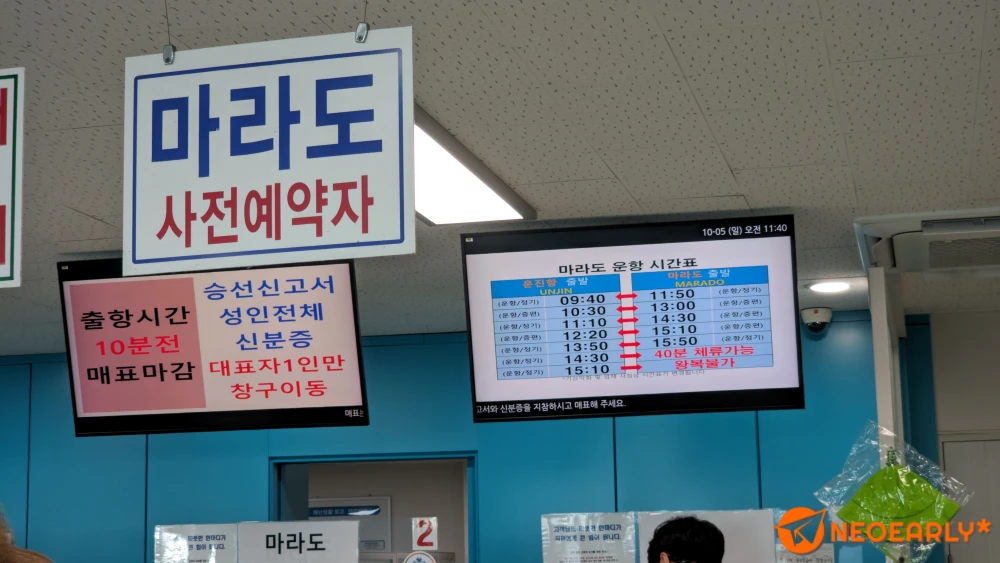 마라도
사전예약자
출항시간
10분전
매표마감
승선신고서
성인전체
신분증
대표자1인만
창구이동
매표는
10-05 (일) 오전 11:40
마라도 운항 시간표
운진항 출발
UNJIN
마라도 출발
MARADO
(운항/정기) 09:40 11:50 (운항/정기)
(운항/증편) 10:30 13:00 (운항/증편)
(운항/정기) 11:10 14:30 (운항/정기)
(운항/증편) 12:20 15:10 (운항/증편)
(운항/정기) 13:50 15:50 (운항/정기)
(운항/정기) 14:30 40분 체류가능
(운항/정기) 15:10 왕복불가
고서와 신분증을 지참하시고 매표해 주세요.
마라도
2
NEOEARLY*